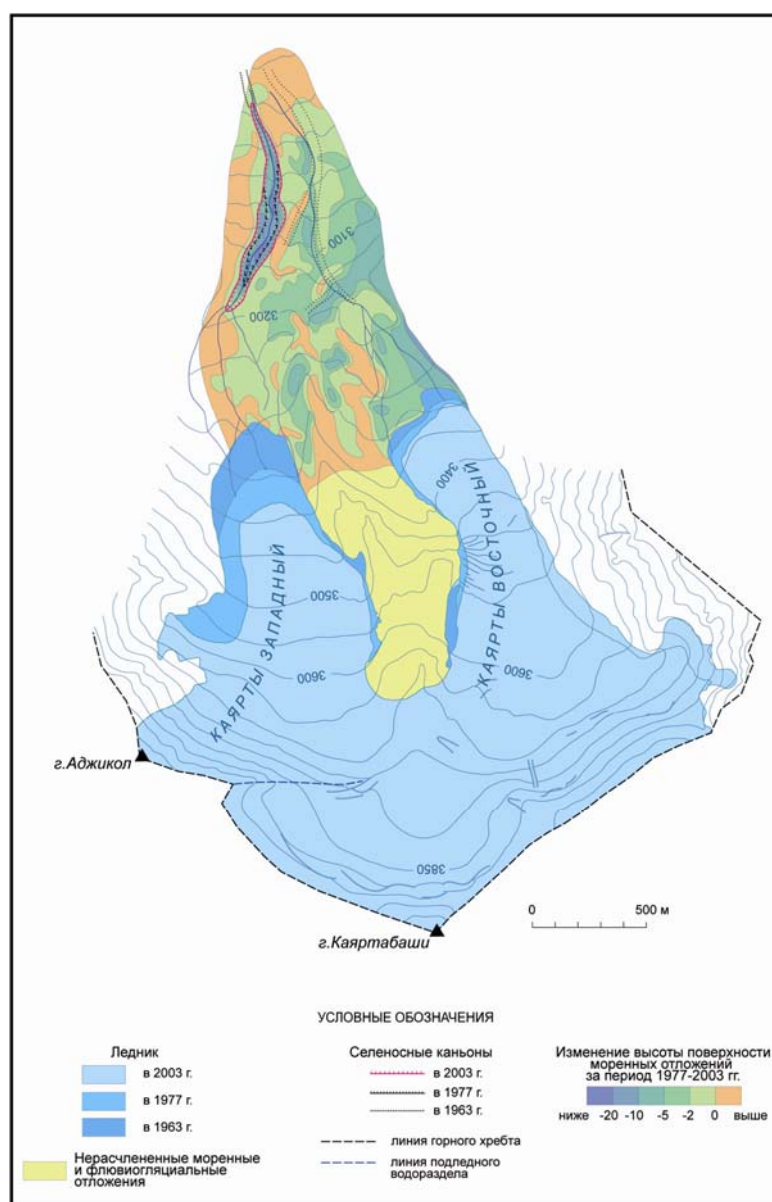 3100
3200
3400
КАЯРТЫ ВОСТОЧНЫЙ
КАЯРТЫ ЗАПАДНЫЙ
3500
3600
3600
г.Аджикол
3850
0 500 м
г.Каяртабаши
УСЛОВНЫЕ ОБОЗНАЧЕНИЯ
Ледник
в 2003 г.
в 1977 г.
в 1963 г.
Нерасчлененные моренные
и флювиогляциальные
отложения
Селеносные каньоны
в 2003 г.
в 1977 г.
в 1963 г.
линия горного хребта
линия подледного
водораздела
Изменение высоты поверхности
моренных отложений
за период 1977-2003 гг.
ниже -20 -10 -5 -2 0 выше